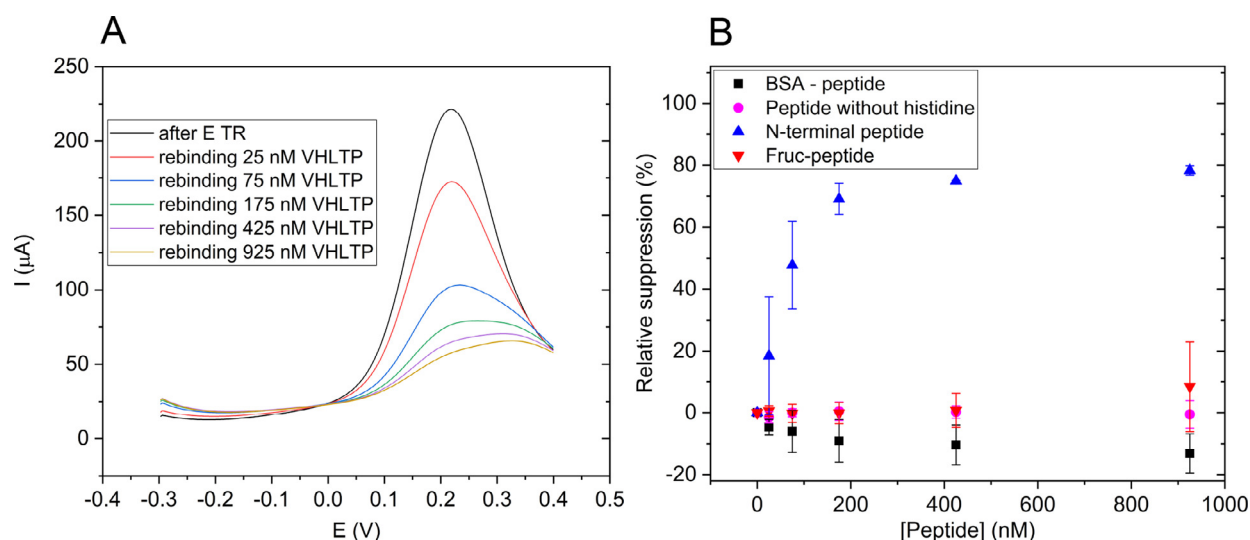 A
250
200
150
100
50
0
I (µA)
after E TR
rebinding 25 nM VHLTP
rebinding 75 nM VHLTP
rebinding 175 nM VHLTP
rebinding 425 nM VHLTP
rebinding 925 nM VHLTP
-0.4 -0.3 -0.2 -0.1 0.0 0.1 0.2 0.3 0.4 0.5
E (V)
B
100
80
60
40
20
0
-20
Relative suppression (%)
BSA - peptide
Peptide without histidine
N-terminal peptide
Fruc-peptide
0 200 400 600 800 1000
[Peptide] (nM)